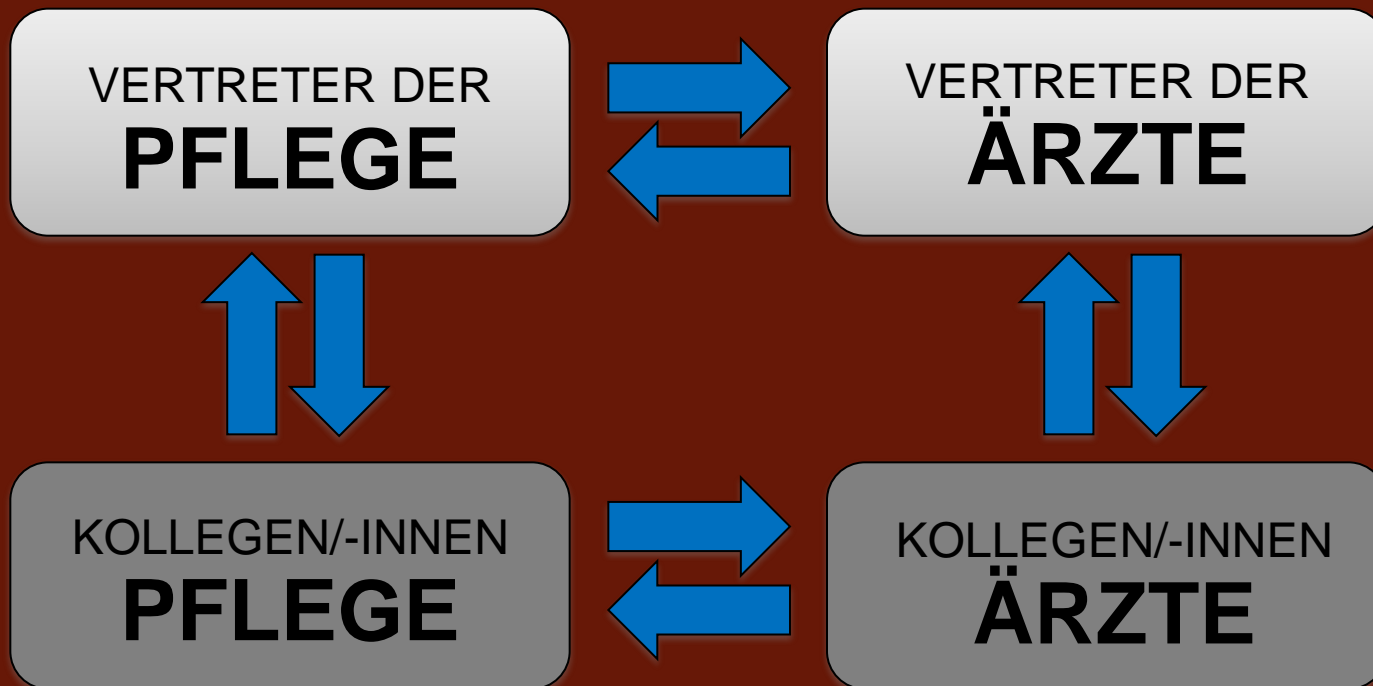 VERTRETER DER
PFLEGE
VERTRETER DER
ÄRZTE
KOLLEGEN/-INNEN
PFLEGE
KOLLEGEN/-INNEN
ÄRZTE